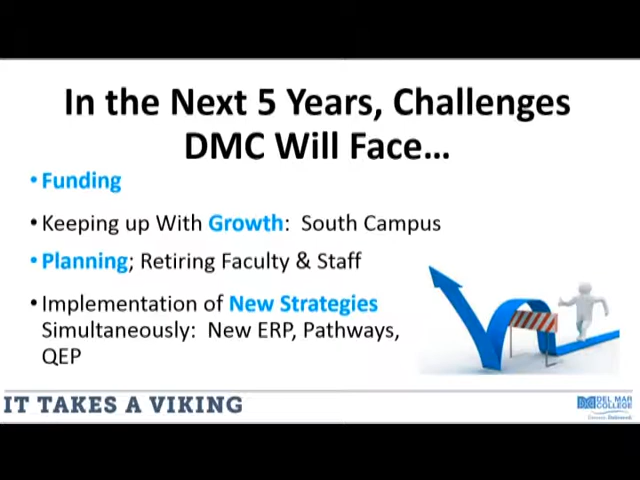 In the Next 5 Years, Challenges
DMC Will Face...
• Funding
• Keeping up With Growth: South Campus
• Planning; Retiring Faculty & Staff
• Implementation of New Strategies
Simultaneously: New ERP, Pathways,
QEP
IT TAKES A VIKING
DEL MAR
COLLEGE